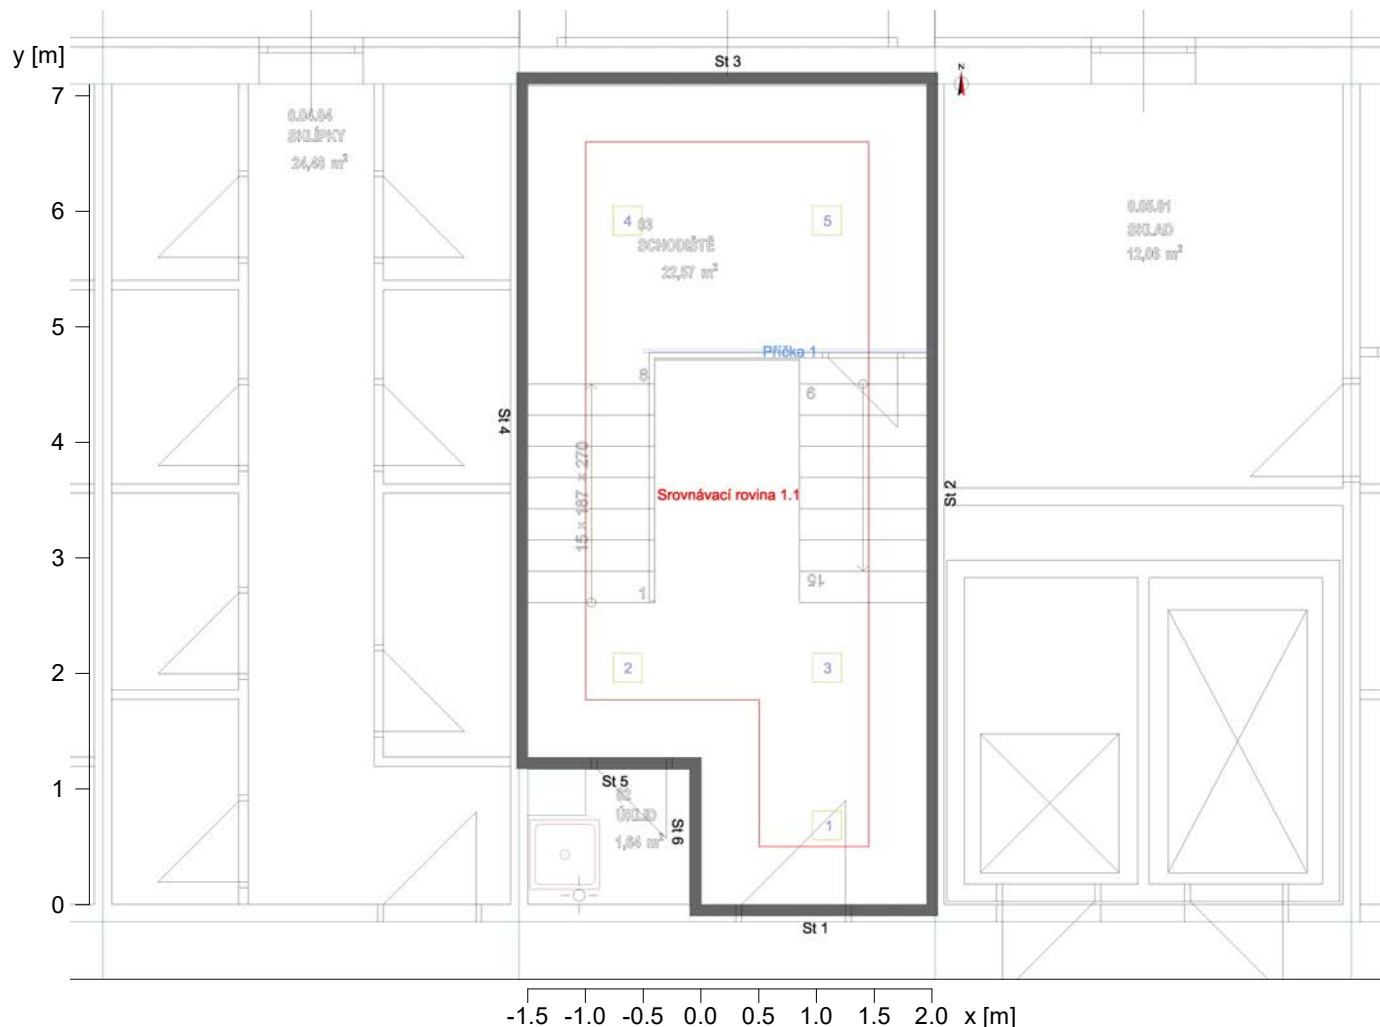 y [m]
St 3
N
7
0.04.04
SKLÍPKY
24,48 m²
6
4
5
03
SCHODIŠTĚ
22,57 m²
0.05.01
SKLAD
12,06 m²
5
Příčka 1
8
9
4
St 4
15 × 187 × 270
Srovnávací rovina 1.1
St 2
3
1
15
2
2
3
1
St 5
02
ÚKLID
1,64 m²
St 6
1
0
St 1
-1.5 -1.0 -0.5 0.0 0.5 1.0 1.5 2.0 x [m]